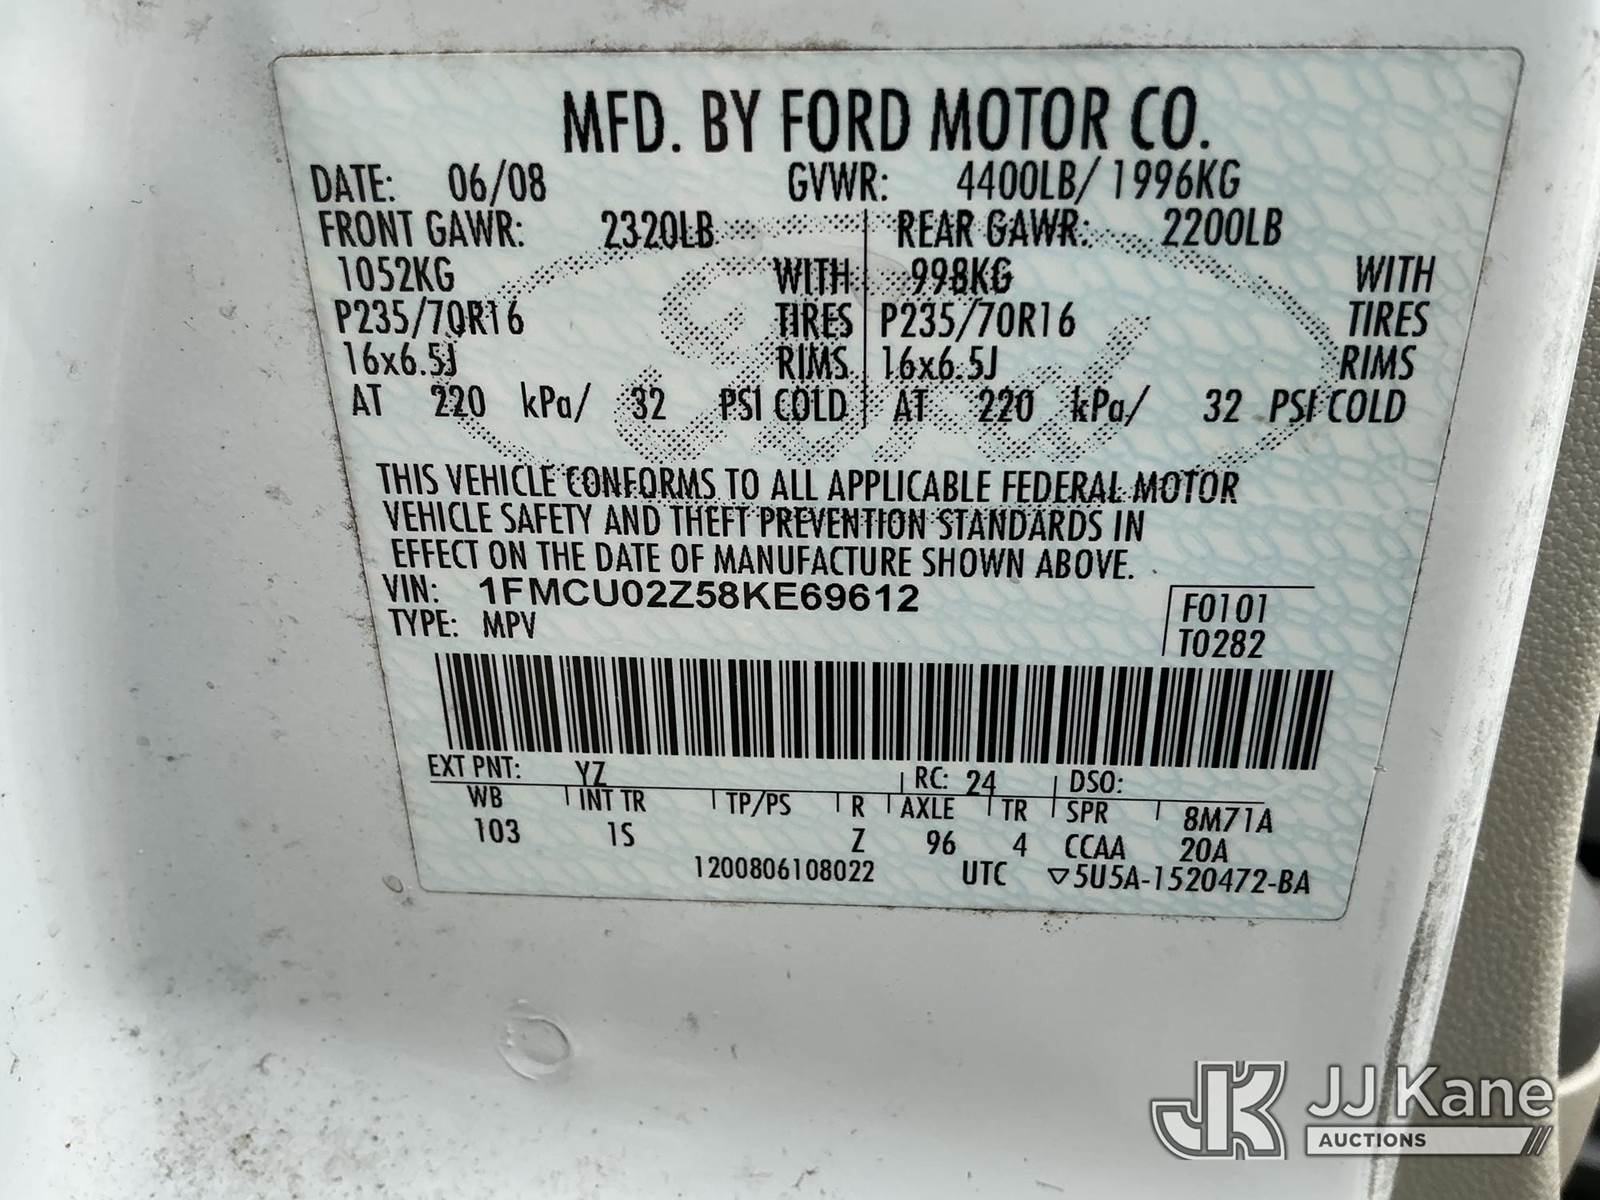 MFD. BY FORD MOTOR CO.
DATE: 06/08 GVWR: 4400LB/ 1996KG
FRONT GAWR: 2320LB REAR GAWR: 2200LB
1052KG WITH 998KG WITH
P235/70R16 TIRES P235/70R16 TIRES
16x6.5J RIMS 16x6.5J RIMS
AT 220 kPa/ 32 PSI COLD AT 220 kPa/ 32 PSI COLD
THIS VEHICLE CONFORMS TO ALL APPLICABLE FEDERAL MOTOR
VEHICLE SAFETY AND THEFT PREVENTION STANDARDS IN
EFFECT ON THE DATE OF MANUFACTURE SHOWN ABOVE.
VIN: 1FMCU02Z58KE69612
TYPE: MPV
F0101
T0282
EXT PNT: YZ RC: 24 DSO:
WB INT TR TP/PS R AXLE TR SPR 8M71A
103 1S Z 96 4 CCAA 20A
1200806108022 UTC ▽5U5A-1520472-BA
Ford
JK JJ Kane
AUCTIONS